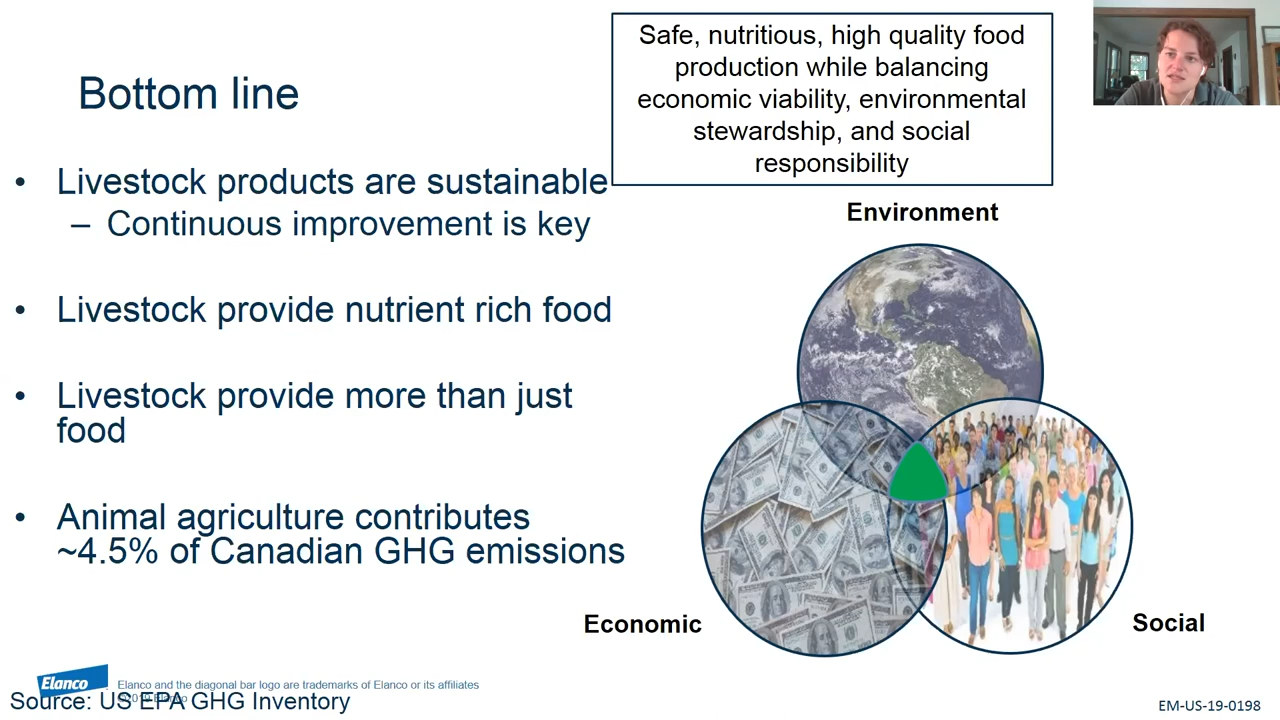 Safe, nutritious, high quality food
production while balancing
economic viability, environmental
stewardship, and social
responsibility
Bottom line
• Livestock products are sustainable
– Continuous improvement is key
• Livestock provide nutrient rich food
• Livestock provide more than just
food
• Animal agriculture contributes
~4.5% of Canadian GHG emissions
Environment
Economic
Social
Elanco
Elanco and the diagonal bar logo are trademarks of Elanco or its affiliates
Source: US EPA GHG Inventory
EM-US-19-0198